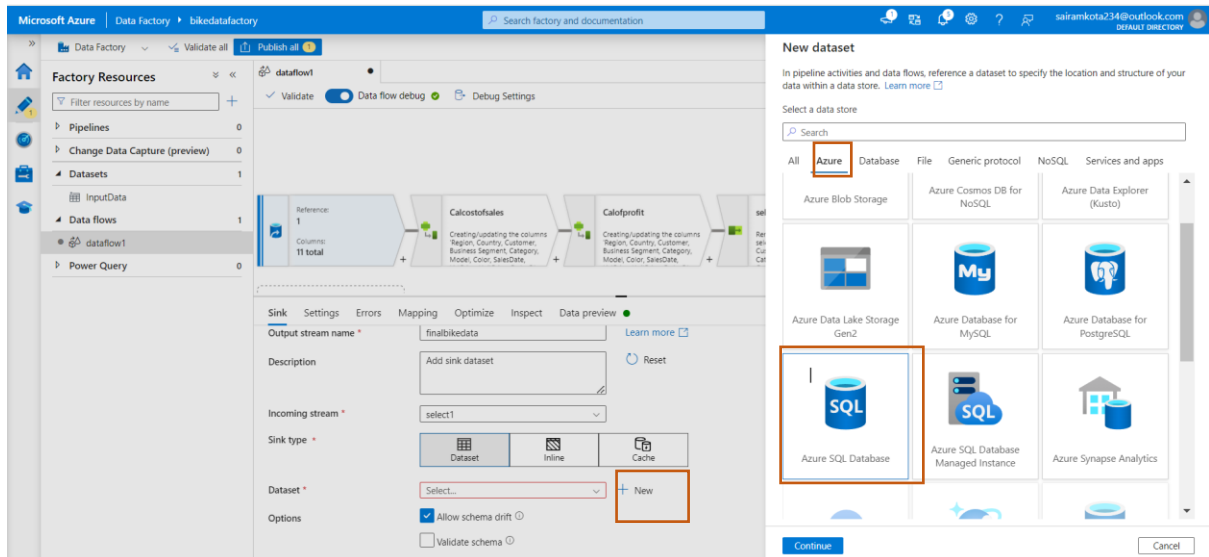 Microsoft Azure | Data Factory ▸ bikedatafactory
Search factory and documentation
sairamkota234@outlook.com
DEFAULT DIRECTORY
Data Factory
Validate all
Publish all 1
Factory Resources
Filter resources by name
Pipelines 0
Change Data Capture (preview) 0
Datasets 1
InputData
Data flows 1
dataflow1
Power Query 0
dataflow1
Validate
Data flow debug
Debug Settings
Reference:
1
Columns:
11 total
+
Calcostofsales
Creating/updating the columns
'Region, Country, Customer,
Business Segment, Category,
Model, Color, SalesDate,
+
Calofprofit
Creating/updating the columns
'Region, Country, Customer,
Business Segment, Category,
Model, Color, SalesDate,
+
sel
Sink Settings Errors Mapping Optimize Inspect Data preview
Output stream name *
finalbikedata
Learn more
Description
Add sink dataset
Reset
Incoming stream *
select1
Sink type *
Dataset
Inline
Cache
Dataset *
Select...
+ New
Options
Allow schema drift
Validate schema
New dataset
In pipeline activities and data flows, reference a dataset to specify the location and structure of your
data within a data store. Learn more
Select a data store
Search
All Azure Database File Generic protocol NoSQL Services and apps
Azure Blob Storage
Azure Cosmos DB for
NoSQL
Azure Data Explorer
(Kusto)
My
Azure Data Lake Storage
Gen2
Azure Database for
MySQL
Azure Database for
PostgreSQL
SQL
SQL
Azure SQL Database
Azure SQL Database
Managed Instance
Azure Synapse Analytics
Continue
Cancel